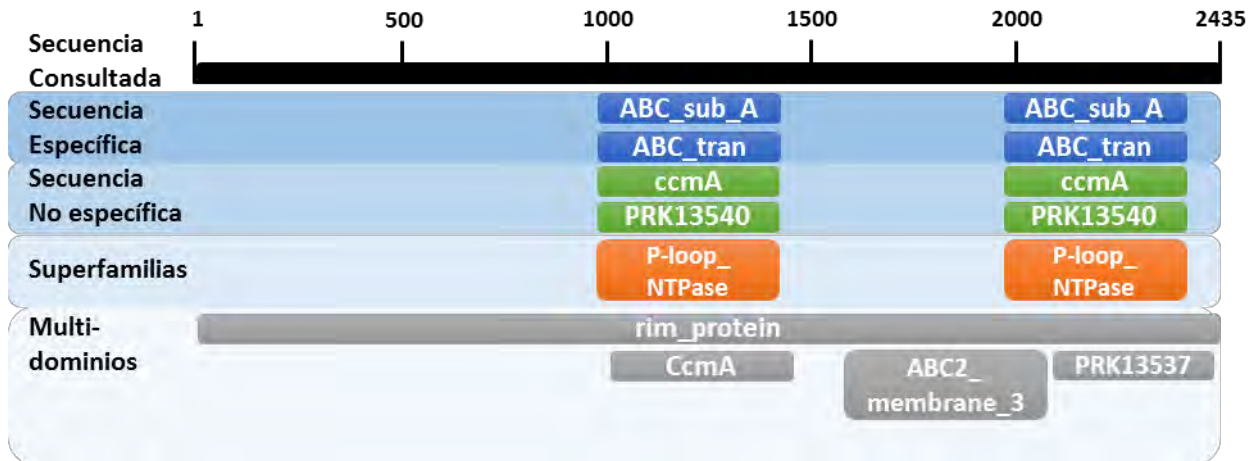 1 500 1000 1500 2000 2435
Secuencia
Consultada
Secuencia ABC_sub_A ABC_sub_A
Específica ABC_tran ABC_tran
Secuencia ccmA ccmA
No específica PRK13540 PRK13540
Superfamilias
P-loop_
NTPase
P-loop_
NTPase
Multi-
dominios
rim_protein
CcmA
ABC2_
membrane_3
PRK13537